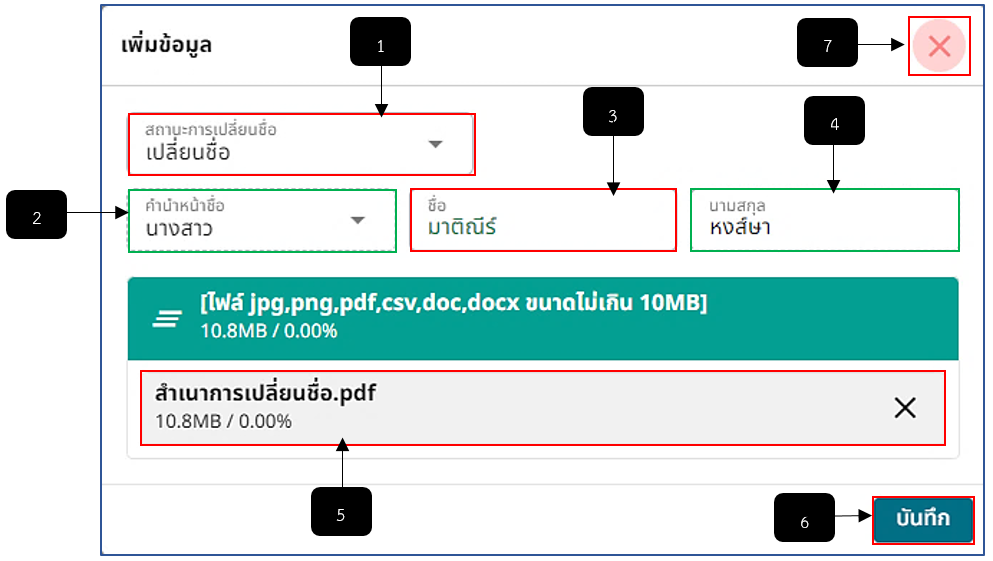 เพิ่มข้อมูล
1
7
สถานะการเปลี่ยนชื่อ
เปลี่ยนชื่อ
3
4
2
คำนำหน้าชื่อ
นางสาว
ชื่อ
มาติณีร์
นามสกุล
หงส์ษา
[ไฟล์ jpg,png,pdf,csv,doc,docx ขนาดไม่เกิน 10MB]
10.8MB / 0.00%
สำเนาการเปลี่ยนชื่อ.pdf
10.8MB / 0.00%
5
6
บันทึก